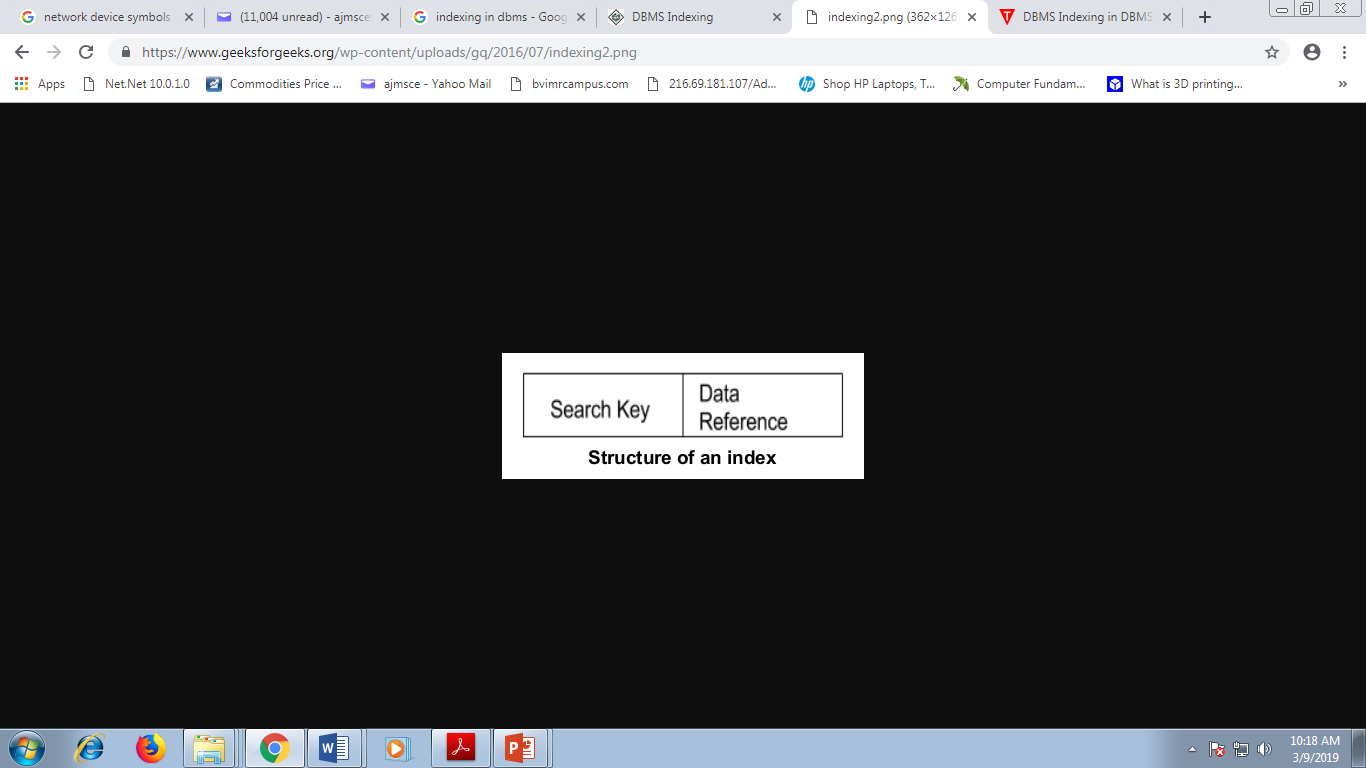 network device symbols
(11,004 unread) - ajmsce
indexing in dbms - Goog
DBMS Indexing
indexing2.png (362×126
DBMS Indexing in DBMS
https://www.geeksforgeeks.org/wp-content/uploads/gq/2016/07/indexing2.png
Apps
Net.Net 10.0.1.0
Commodities Price ...
ajmsce - Yahoo Mail
bvimrcampus.com
216.69.181.107/Ad...
Shop HP Laptops, T...
Computer Fundam...
What is 3D printing...
Search Key
Data
Reference
Structure of an index
10:18 AM
3/9/2019